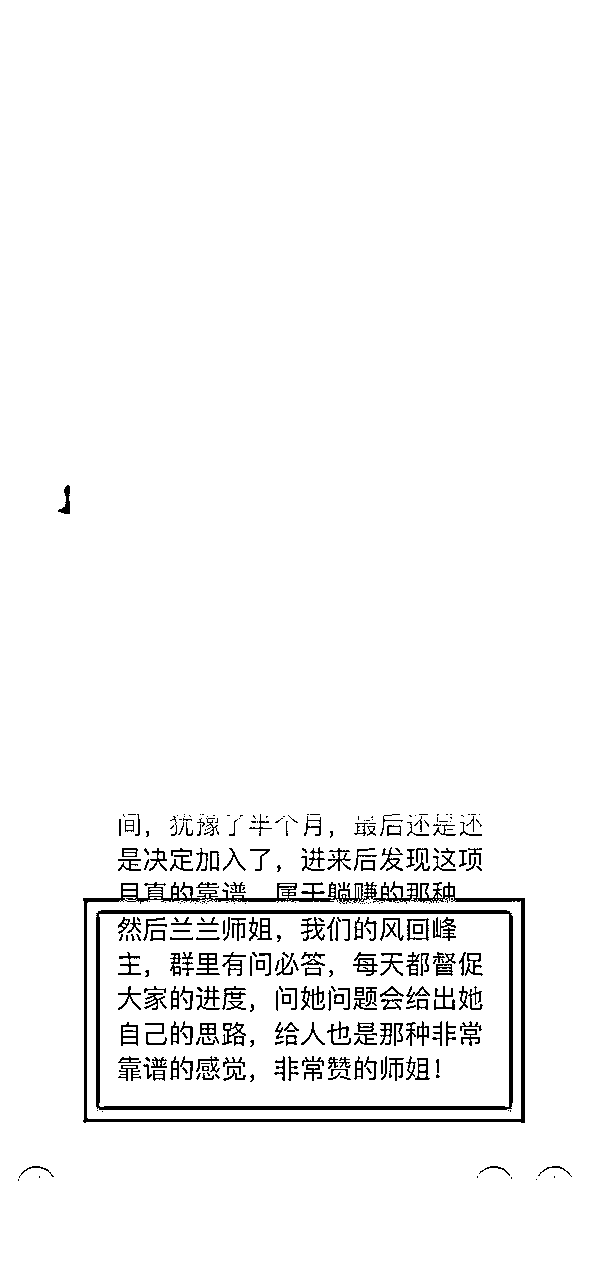 间，犹豫了半个月，最后还是还
是决定加入了，进来后发现这项
目真的靠谱，属于躺赚的那种，
然后兰兰师姐，我们的风回峰
主，群里有问必答，每天都督促
大家的进度，问她问题会给出她
自己的思路，给人也是那种非常
靠谱的感觉，非常赞的师姐！